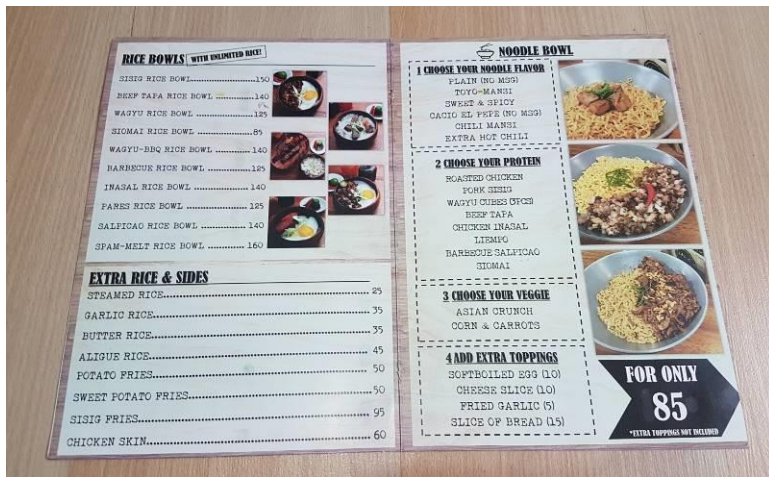 RICE BOWLS WITH UNLIMITED RICE!
SISIG RICE BOWL...............150
BEEF TAPA RICE BOWL ..........140
WAGYU RICE BOWL ..............125
SIOMAI RICE BOWL .............85
WAGYU-BBQ RICE BOWL ..........140
BARBECUE RICE BOWL ...........125
INASAL RICE BOWL .............140
PARES RICE BOWL ..............125
SALPICAO RICE BOWL ...........140
SPAM-MELT RICE BOWL ..........160
EXTRA RICE & SIDES
STEAMED RICE..................25
GARLIC RICE...................35
BUTTER RICE...................35
ALIGUE RICE...................45
POTATO FRIES..................50
SWEET POTATO FRIES............50
SISIG FRIES...................95
CHICKEN SKIN..................60
NOODLE BOWL
1 CHOOSE YOUR NOODLE FLAVOR
PLAIN (NO MSG)
TOYO-MANSI
SWEET & SPICY
CACIO EL PEPE (NO MSG)
CHILI MANSI
EXTRA HOT CHILI
2 CHOOSE YOUR PROTEIN
ROASTED CHICKEN
PORK SISIG
WAGYU CUBES (3PCS)
BEEF TAPA
CHICKEN INASAL
LIEMPO
BARBECUE SALPICAO
SIOMAI
3 CHOOSE YOUR VEGGIE
ASIAN CRUNCH
CORN & CARROTS
4 ADD EXTRA TOPPINGS
SOFTBOILED EGG (10)
CHEESE SLICE (10)
FRIED GARLIC (5)
SLICE OF BREAD (15)
FOR ONLY
85
*EXTRA TOPPINGS NOT INCLUDED